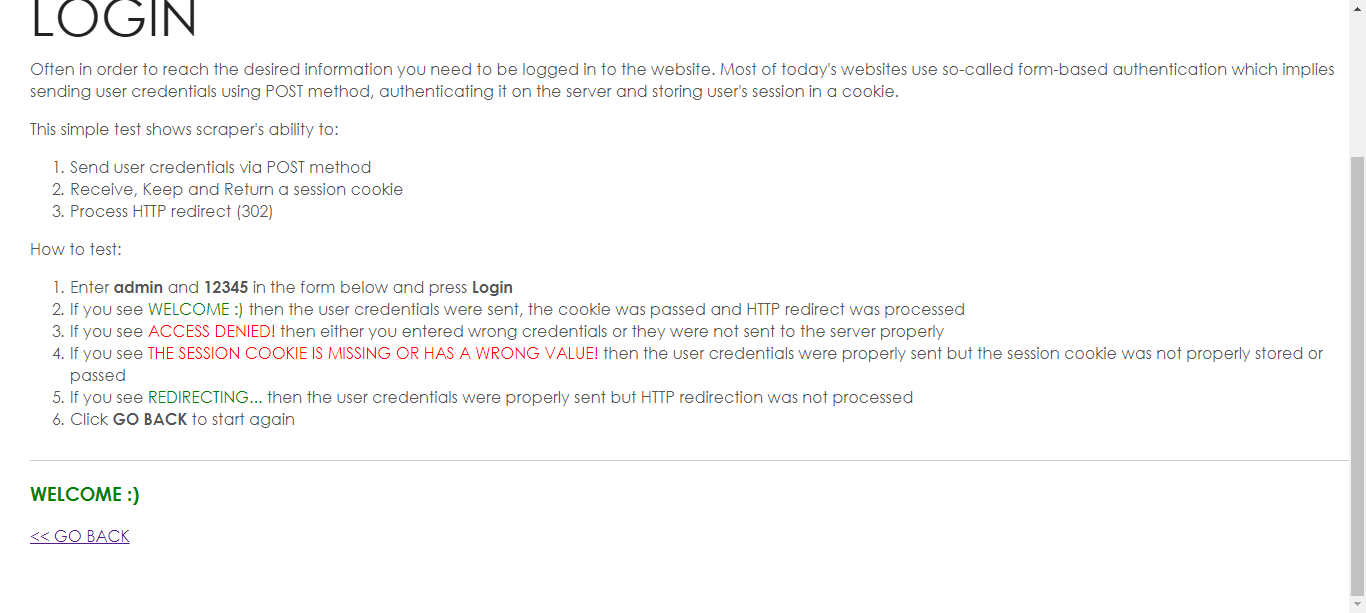 LOGIN
Often in order to reach the desired information you need to be logged in to the website. Most of today's websites use so-called form-based authentication which implies
sending user credentials using POST method, authenticating it on the server and storing user's session in a cookie.
This simple test shows scraper's ability to:
1. Send user credentials via POST method
2. Receive, Keep and Return a session cookie
3. Process HTTP redirect (302)
How to test:
1. Enter admin and 12345 in the form below and press Login
2. If you see WELCOME :) then the user credentials were sent, the cookie was passed and HTTP redirect was processed
3. If you see ACCESS DENIED! then either you entered wrong credentials or they were not sent to the server properly
4. If you see THE SESSION COOKIE IS MISSING OR HAS A WRONG VALUE! then the user credentials were properly sent but the session cookie was not properly stored or
passed
5. If you see REDIRECTING... then the user credentials were properly sent but HTTP redirection was not processed
6. Click GO BACK to start again
WELCOME :)
<< GO BACK